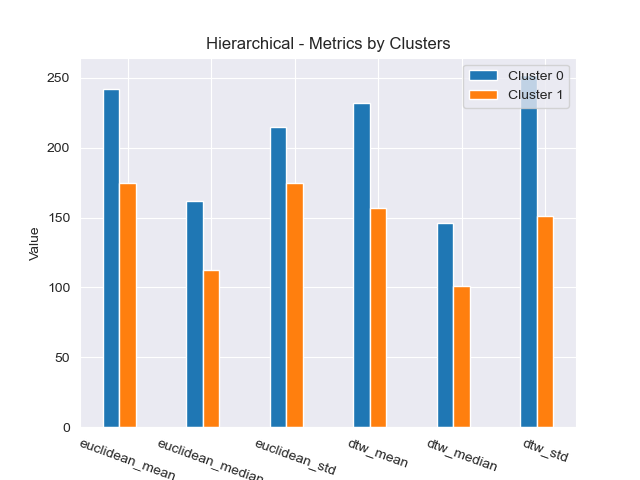 Hierarchical - Metrics by Clusters
Cluster 0
Cluster 1
Value
250
200
150
100
50
0
euclidean_mean
euclidean_median
euclidean_std
dtw_mean
dtw_median
dtw_std